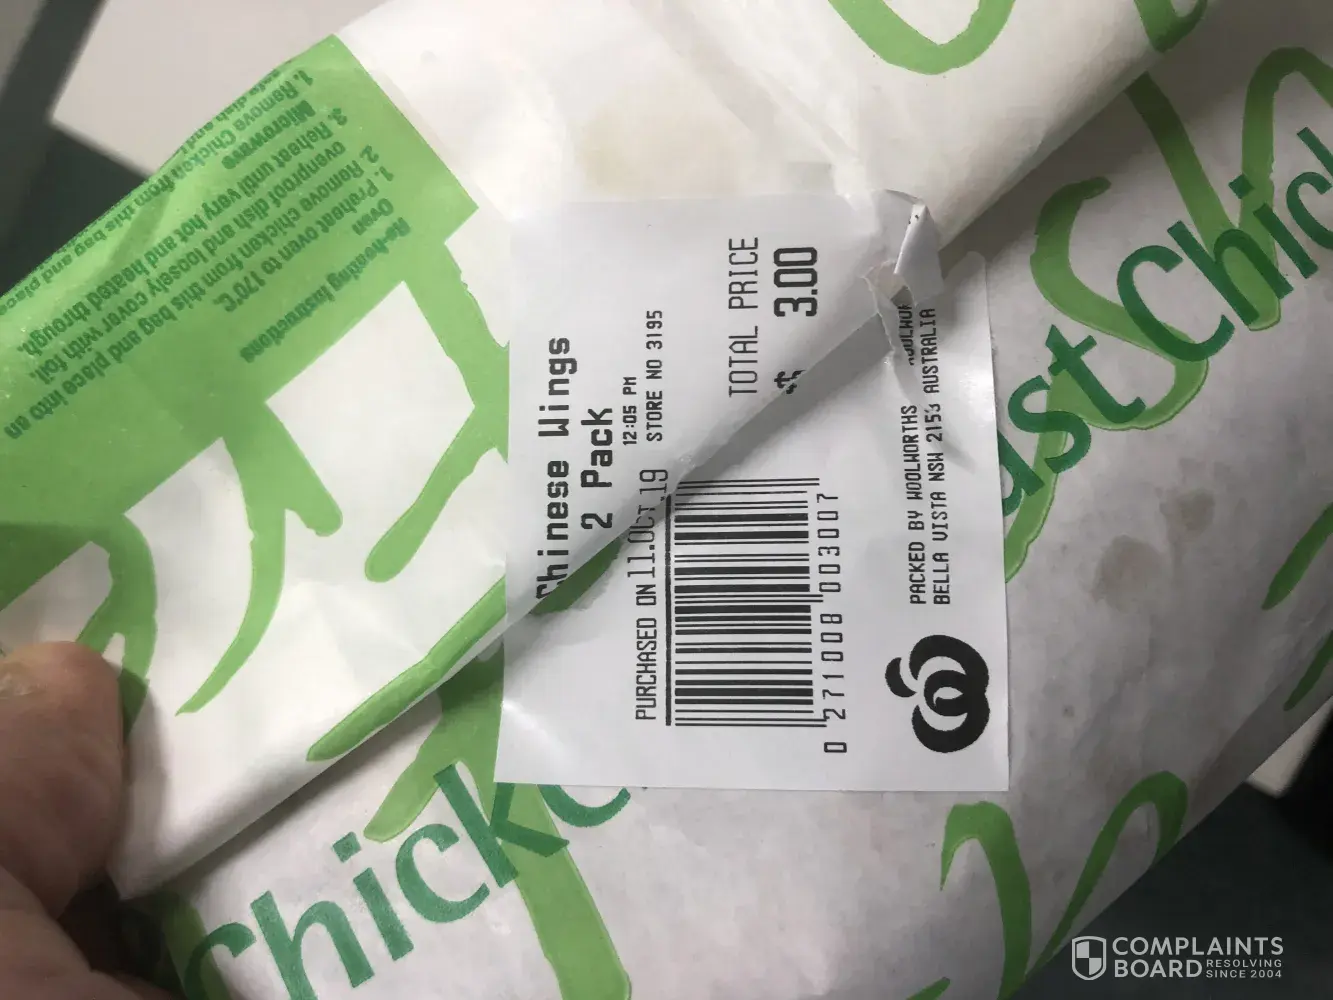 Re-heating Instructions
Oven
1. Preheat oven to 170°C.
2. Remove chicken from this bag and place into an
ovenproof dish and loosely cover with foil.
3. Reheat until very hot and heated through.
Microwave
1. Remove Chicken from this bag and place
Chinese Wings
2 Pack
12:05 PM
PURCHASED ON 11.OCT.19
STORE NO 3195
TOTAL PRICE
$ 3.00
0 271008 003007
PACKED BY WOOLWORTHS
BELLA VISTA NSW 2153 AUSTRALIA
ust Chick
Chicke
COMPLAINTS
BOARD RESOLVING
SINCE 2004